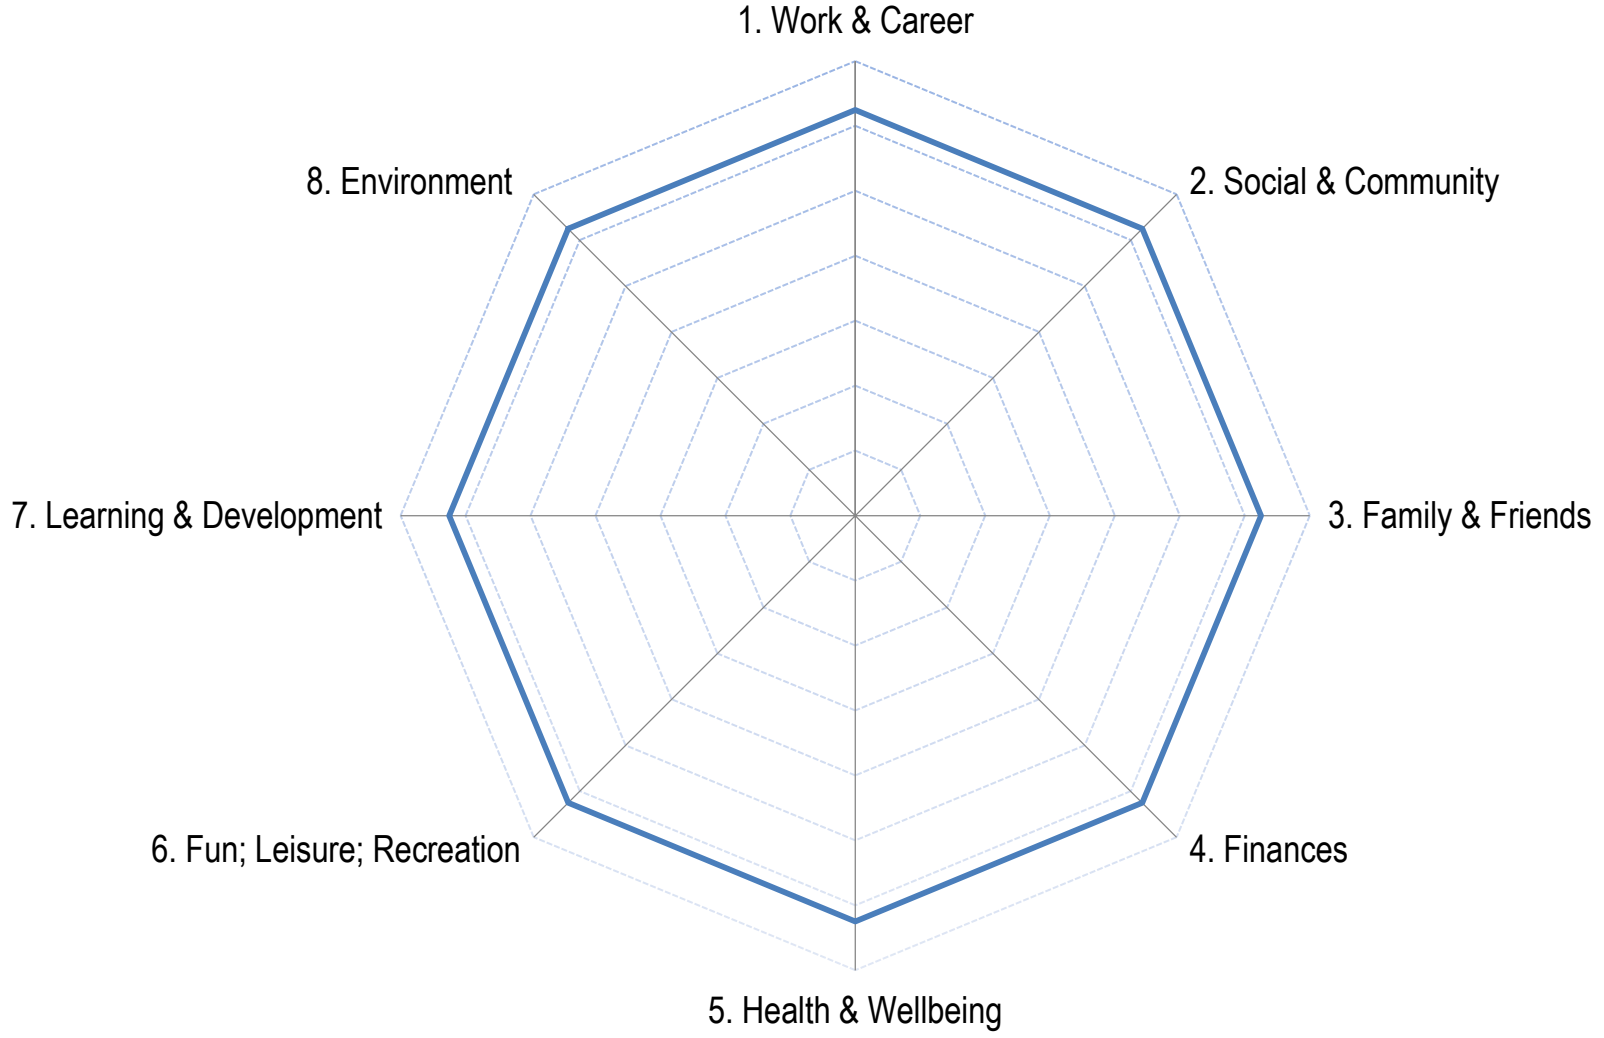 1. Work & Career
8. Environment
2. Social & Community
7. Learning & Development
3. Family & Friends
6. Fun; Leisure; Recreation
4. Finances
5. Health & Wellbeing